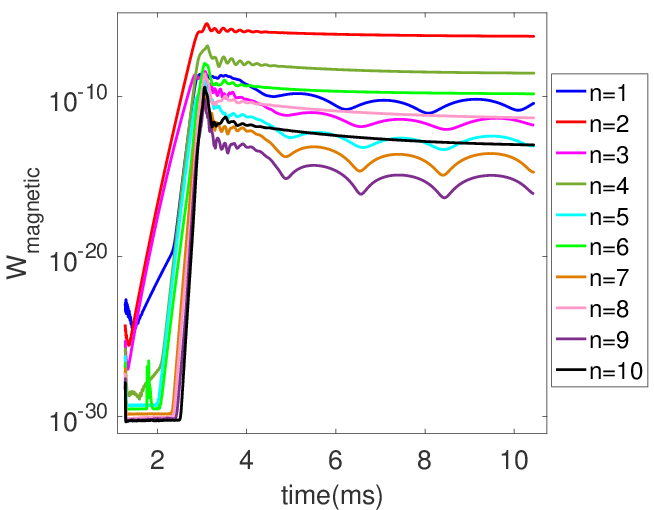 10^-10
10^-20
10^-30
W_magnetic
2 4 6 8 10
time(ms)
n=1
n=2
n=3
n=4
n=5
n=6
n=7
n=8
n=9
n=10